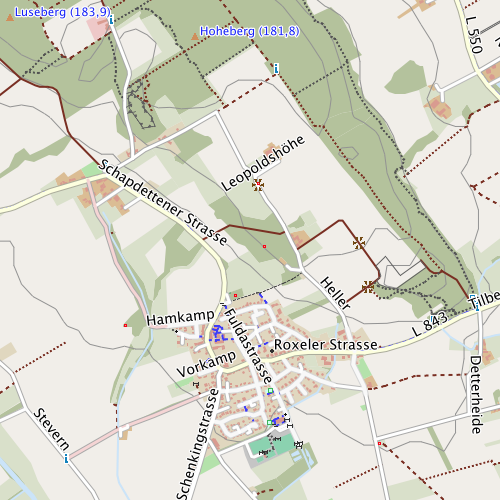 Luseberg (183,9)
Hoheberg (181,8)
L 550
Leopoldshöhe
Schapdettener Strasse
Heller
Tilbe
L 843
Hamkamp
Fuldastrasse
Roxeler Strasse
Vorkamp
Detterheide
Stevern
Schenkingstrasse